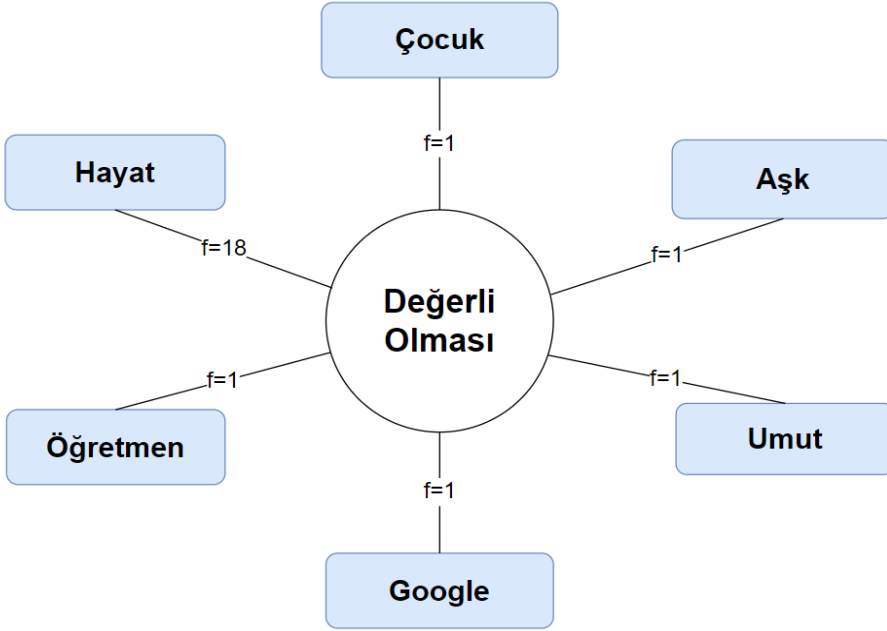 Çocuk
f=1
Hayat
Aşk
f=18
f=1
Değerli
Olması
f=1
f=1
Öğretmen
Umut
f=1
Google